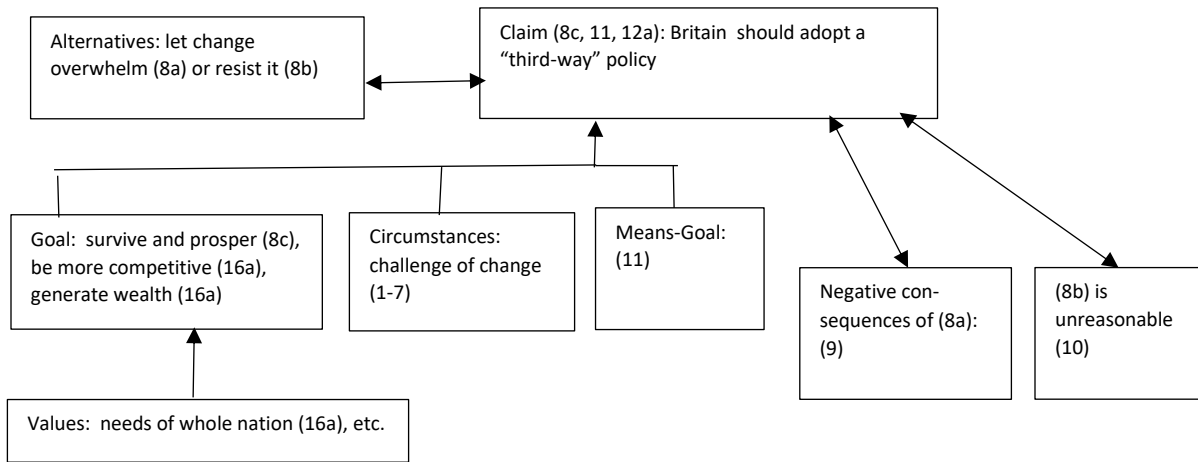 Alternatives: let change
overwhelm (8a) or resist it (8b)
Claim (8c, 11, 12a): Britain should adopt a
“third-way” policy
Goal: survive and prosper (8c),
be more competitive (16a),
generate wealth (16a)
Circumstances:
challenge of change
(1-7)
Means-Goal:
(11)
Negative con-
sequences of (8a):
(9)
(8b) is
unreasonable
(10)
Values: needs of whole nation (16a), etc.